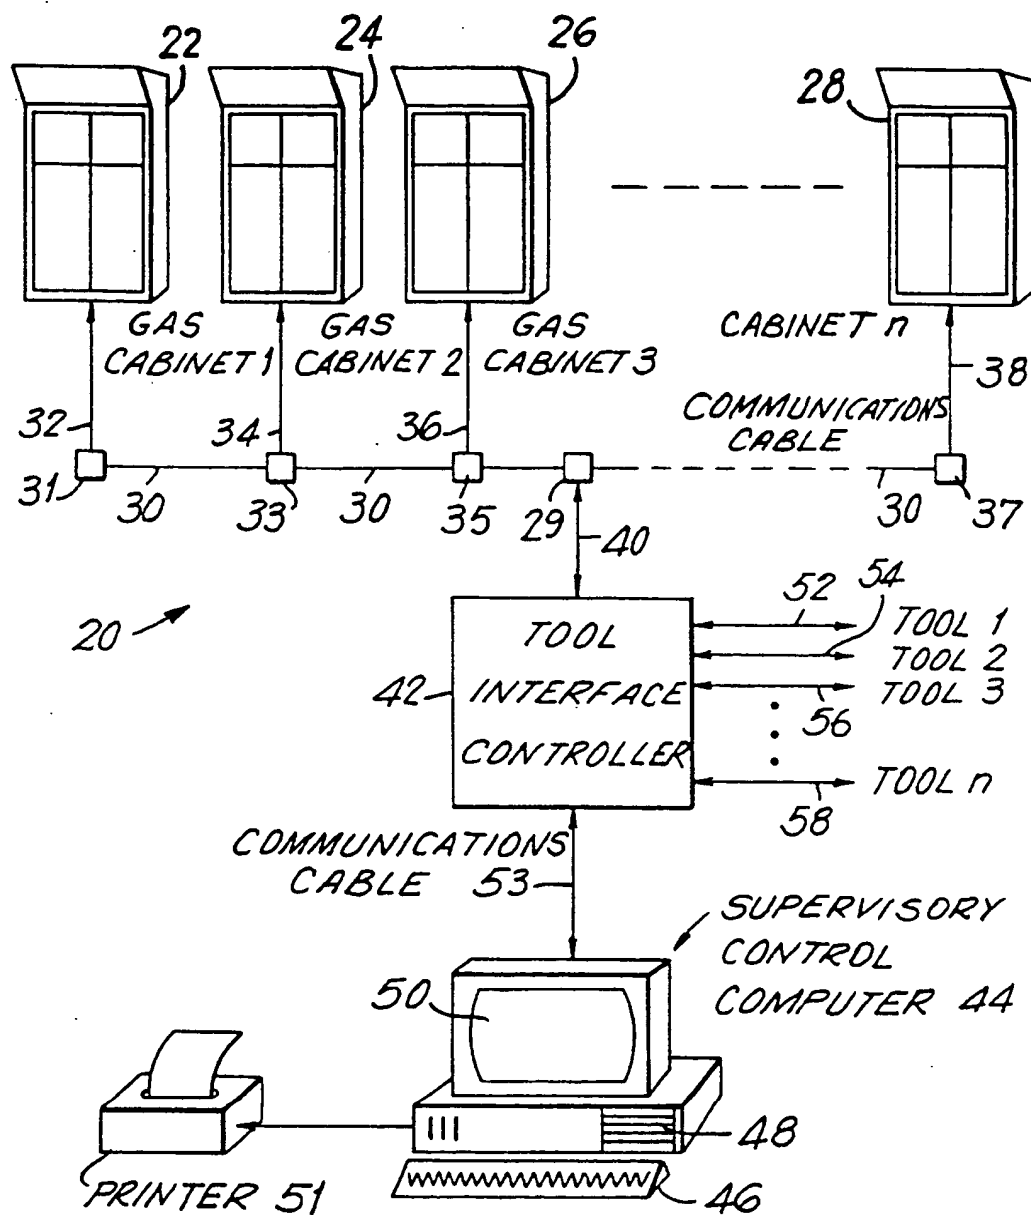 22
24
26
28
GAS
CABINET 1
GAS
CABINET 2
GAS
CABINET 3
CABINET n
32
34
36
38
COMMUNICATIONS
CABLE
31
30
33
30
35
29
30
37
40
20
42
TOOL
INTERFACE
CONTROLLER
52
54
TOOL 1
TOOL 2
TOOL 3
56
TOOL n
58
COMMUNICATIONS
CABLE
53
SUPERVISORY
CONTROL
COMPUTER 44
50
48
46
PRINTER 51